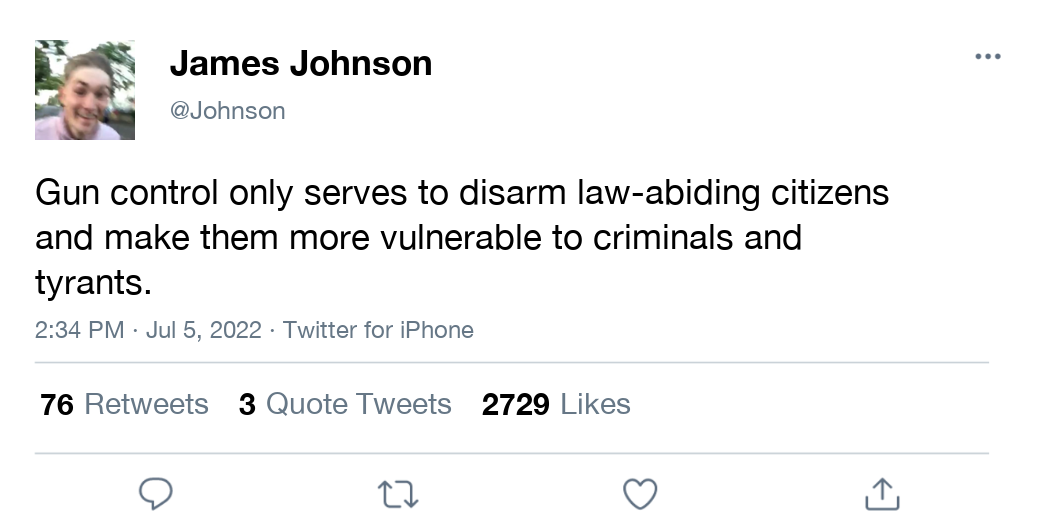 James Johnson
@Johnson
Gun control only serves to disarm law-abiding citizens
and make them more vulnerable to criminals and
tyrants.
2:34 PM · Jul 5, 2022 · Twitter for iPhone
76 Retweets 3 Quote Tweets 2729 Likes